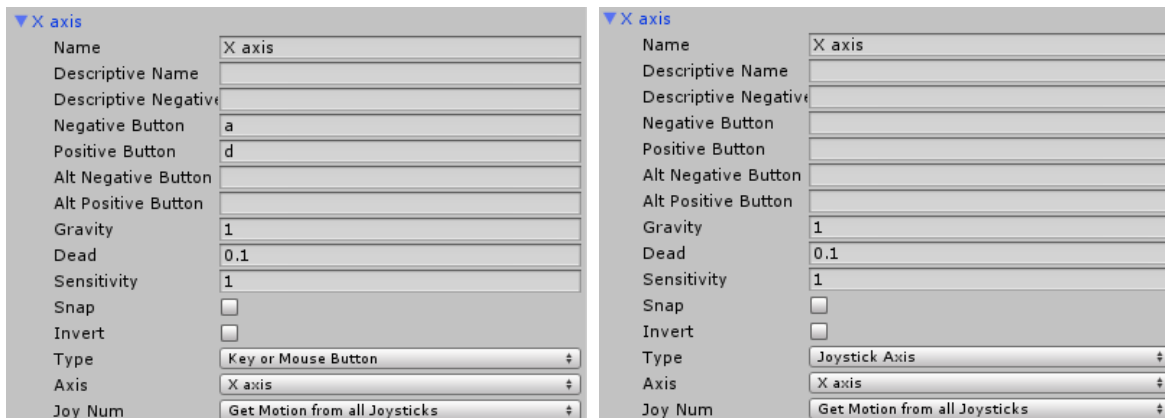 X axis
Name X axis
Descriptive Name
Descriptive Negative
Negative Button a
Positive Button d
Alt Negative Button
Alt Positive Button
Gravity 1
Dead 0.1
Sensitivity 1
Snap
Invert
Type Key or Mouse Button
Axis X axis
Joy Num Get Motion from all Joysticks
X axis
Name X axis
Descriptive Name
Descriptive Negative
Negative Button
Positive Button
Alt Negative Button
Alt Positive Button
Gravity 1
Dead 0.1
Sensitivity 1
Snap
Invert
Type Joystick Axis
Axis X axis
Joy Num Get Motion from all Joysticks